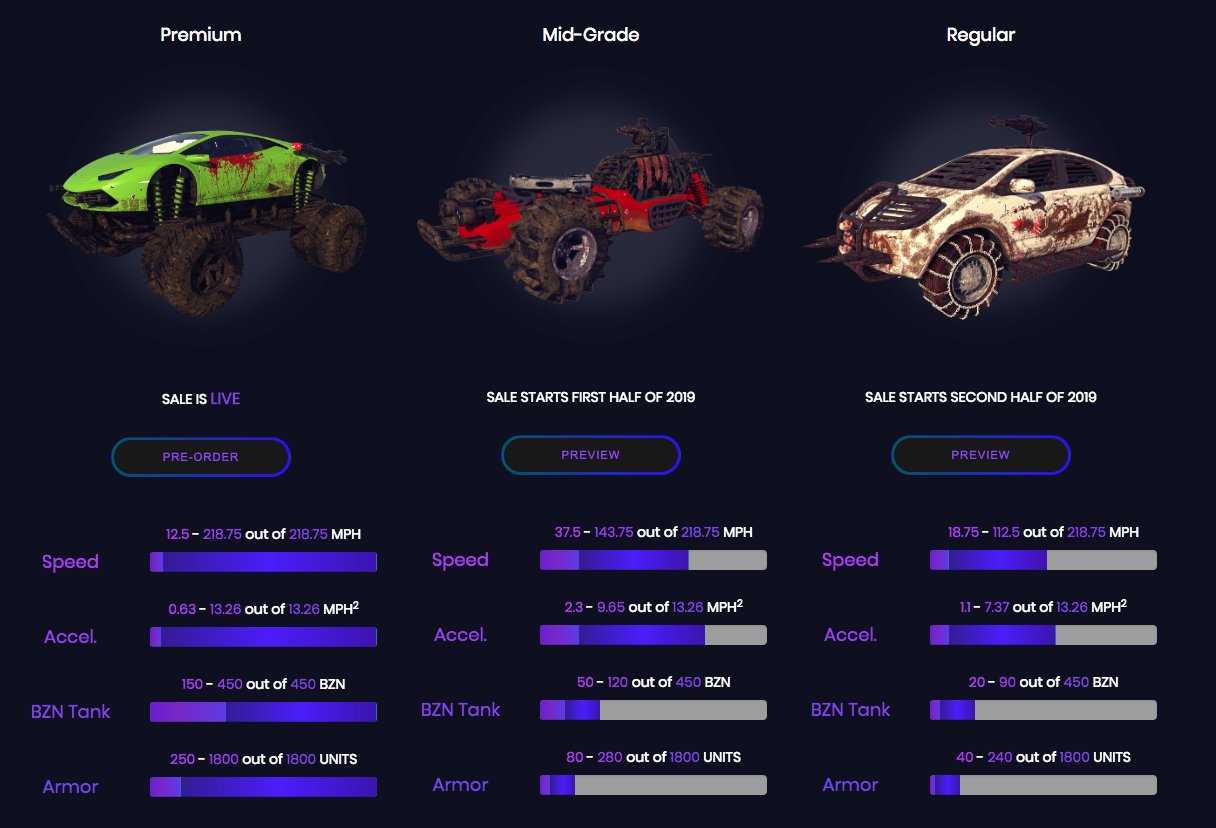 Premium
Mid-Grade
Regular
SALE IS LIVE
SALE STARTS FIRST HALF OF 2019
SALE STARTS SECOND HALF OF 2019
PRE-ORDER
PREVIEW
PREVIEW
12.5 - 218.75 out of 218.75 MPH
Speed
37.5 - 143.75 out of 218.75 MPH
Speed
18.75 - 112.5 out of 218.75 MPH
Speed
0.63 - 13.26 out of 13.26 MPH²
Accel.
2.3 - 9.65 out of 13.26 MPH²
Accel.
1.1 - 7.37 out of 13.26 MPH²
Accel.
150 - 450 out of 450 BZN
BZN Tank
50 - 120 out of 450 BZN
BZN Tank
20 - 90 out of 450 BZN
BZN Tank
250 - 1800 out of 1800 UNITS
Armor
80 - 280 out of 1800 UNITS
Armor
40 - 240 out of 1800 UNITS
Armor